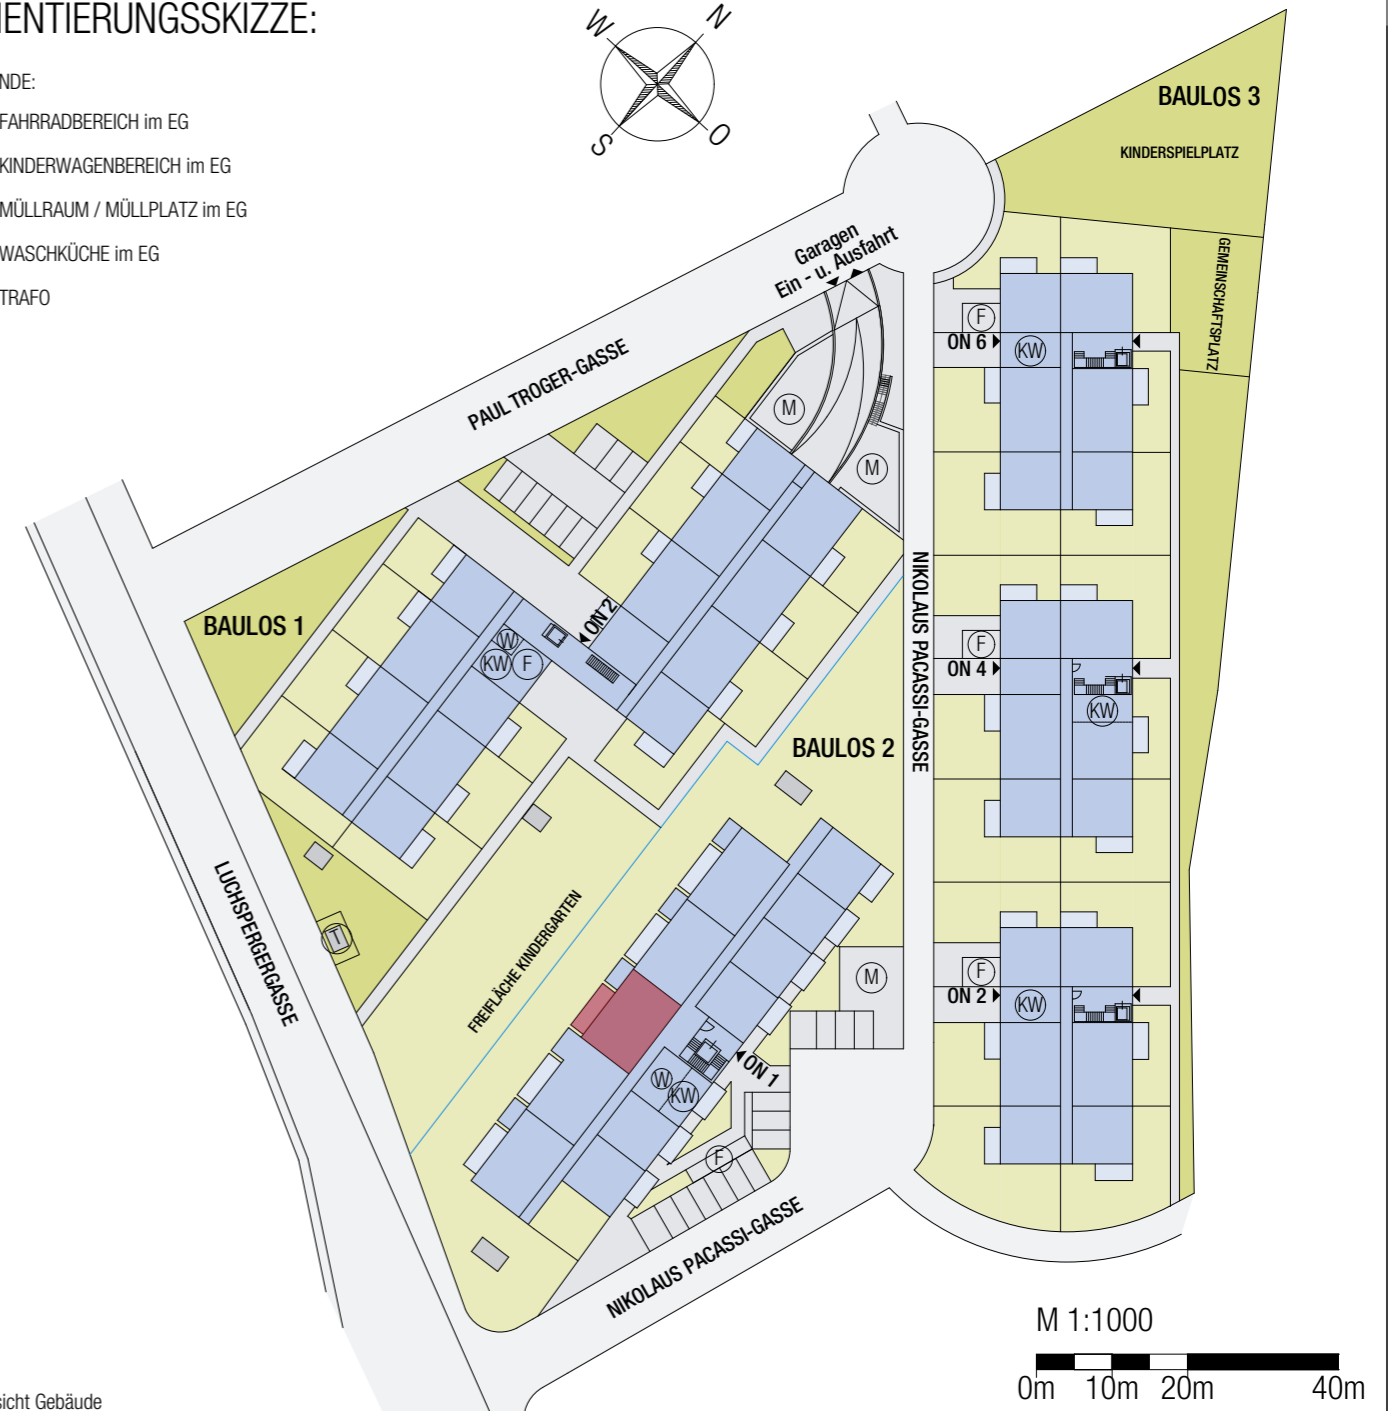 IENTIERUNGSSKIZZE:
NDE:
FAHRRADBEREICH im EG
KINDERWAGENBEREICH im EG
MÜLLRAUM / MÜLLPLATZ im EG
WASCHKÜCHE im EG
TRAFO
W
N
S
O
BAULOS 3
KINDERSPIELPLATZ
GEMEINSCHAFTSPLATZ
Garagen
Ein - u. Ausfahrt
PAUL TROGER-GASSE
F
ON 6
KW
M
M
NIKOLAUS PACASSI-GASSE
BAULOS 1
ON 2
W
KW
F
F
ON 4
KW
BAULOS 2
LUCHSPERGERGASSE
T
FREIFLÄCHE KINDERGARTEN
M
F
ON 2
KW
ON 1
W
KW
F
NIKOLAUS PACASSI-GASSE
M 1:1000
0m 10m 20m 40m
sicht Gebäude